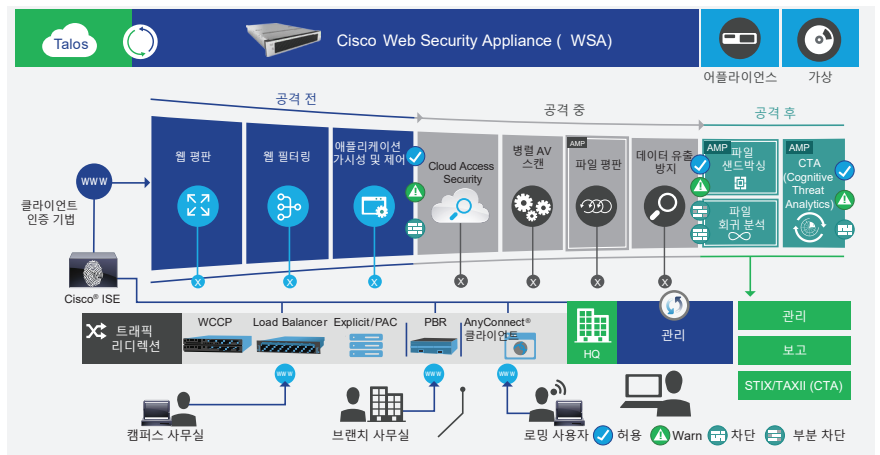 Talos
Cisco Web Security Appliance ( WSA)
어플라이언스
가상
공격 전
공격 중
공격 후
웹 평판
웹 필터링
애플리케이션
가시성 및 제어
Cloud Access
Security
병렬 AV
스캔
AMP
파일 평판
데이터 유출
방지
AMP
파일
샌드박싱
파일
회귀 분석
AMP
CTA
(Cognitive
Threat
Analytics)
WWW
클라이언트
인증 기법
X
X
X
X
X
X
X
Cisco® ISE
트래픽
리디렉션
WCCP
Load Balancer
Explicit/PAC
PBR
AnyConnect®
클라이언트
HQ
관리
관리
보고
STIX/TAXII (CTA)
WWW
WWW
WWW
캠퍼스 사무실
브랜치 사무실
로밍 사용자
허용
Warn
차단
부분 차단